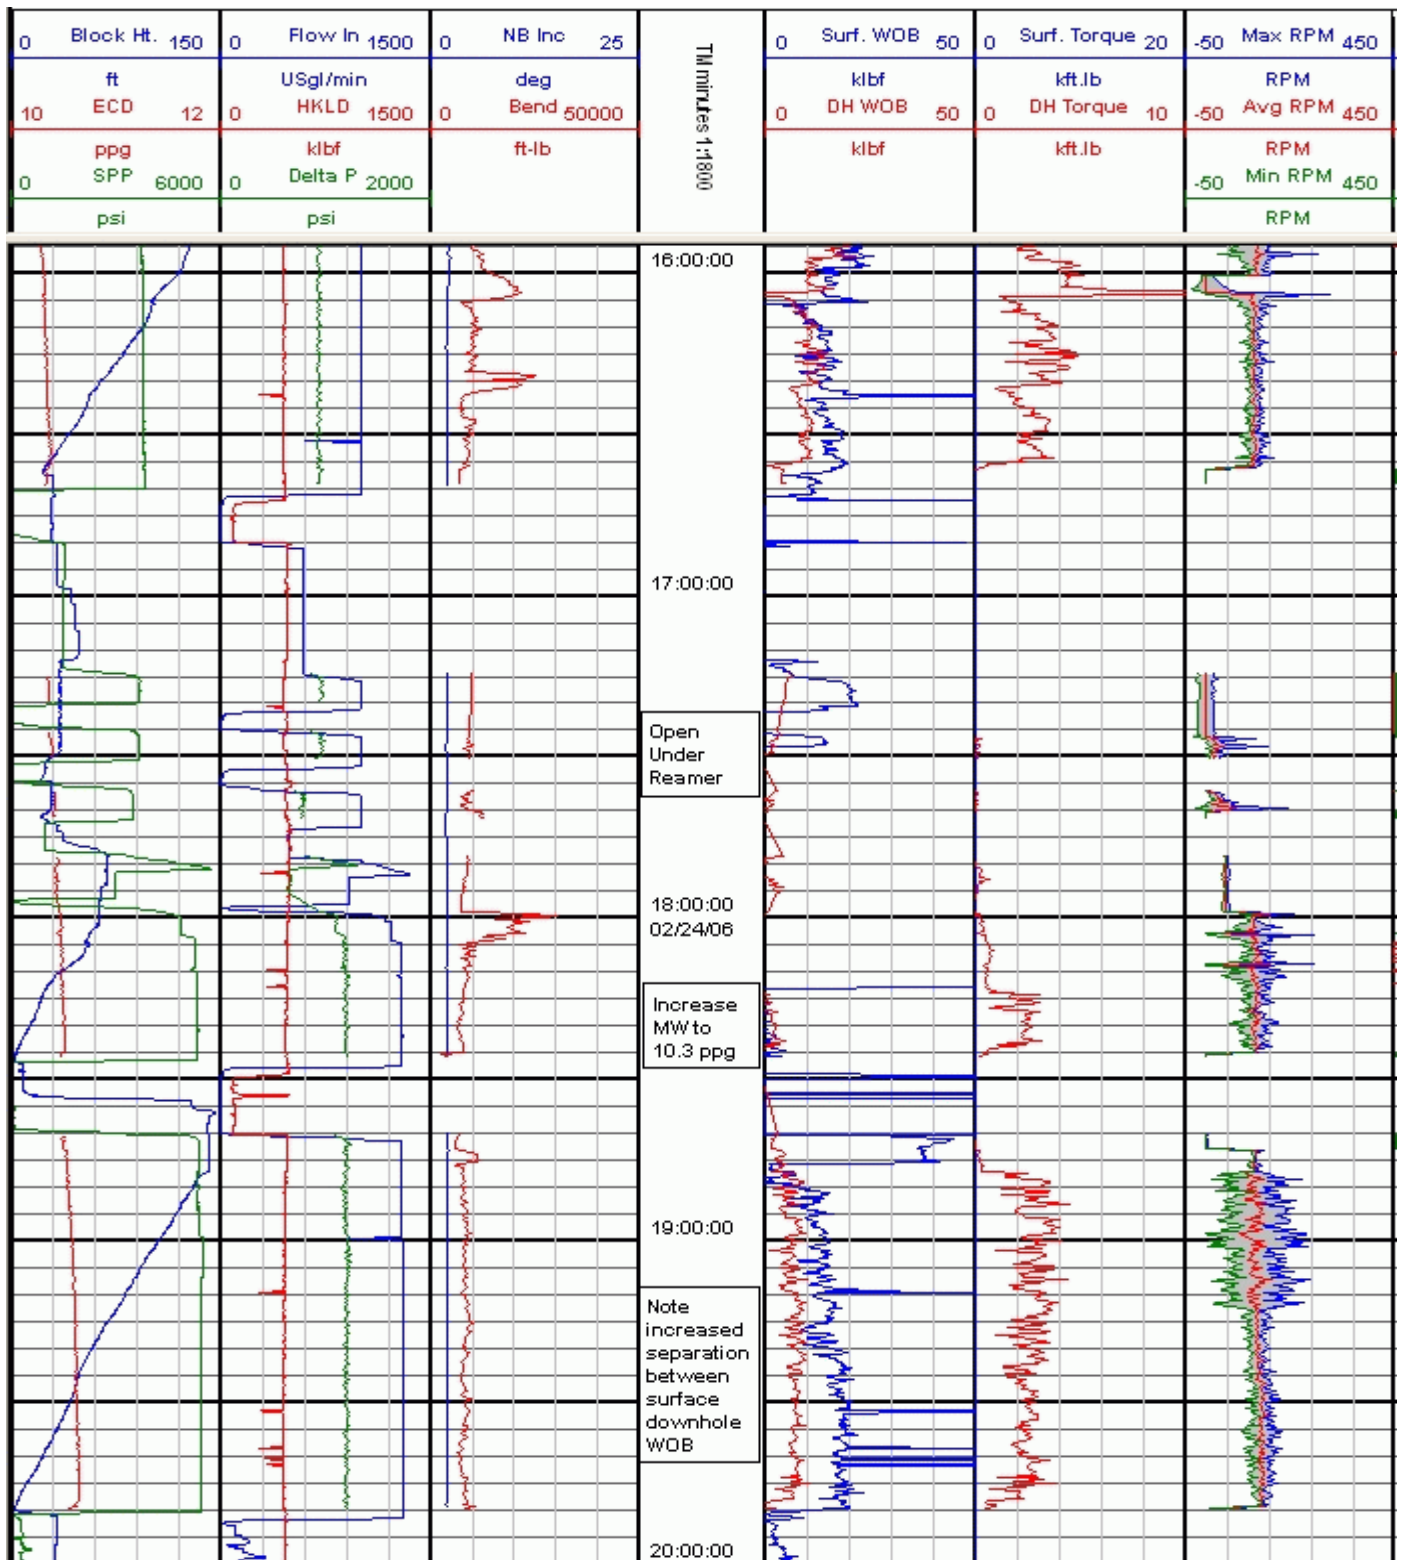 0 Block Ht. 150
ft
10 ECD 12
ppg
0 SPP 6000
psi
0 Flow In 1500
USgl/min
0 HKLD 1500
klbf
0 Delta P 2000
psi
0 NB Inc 25
deg
0 Bend 50000
ft-lb
TM minutes 1:1800
0 Surf. WOB 50
klbf
0 DH WOB 50
klbf
0 Surf. Torque 20
kft.lb
0 DH Torque 10
kft.lb
-50 Max RPM 450
RPM
-50 Avg RPM 450
RPM
-50 Min RPM 450
RPM
16:00:00
17:00:00
Open
Under
Reamer
18:00:00
02/24/06
Increase
MW to
10.3 ppg
19:00:00
Note
increased
separation
between
surface
downhole
WOB
20:00:00